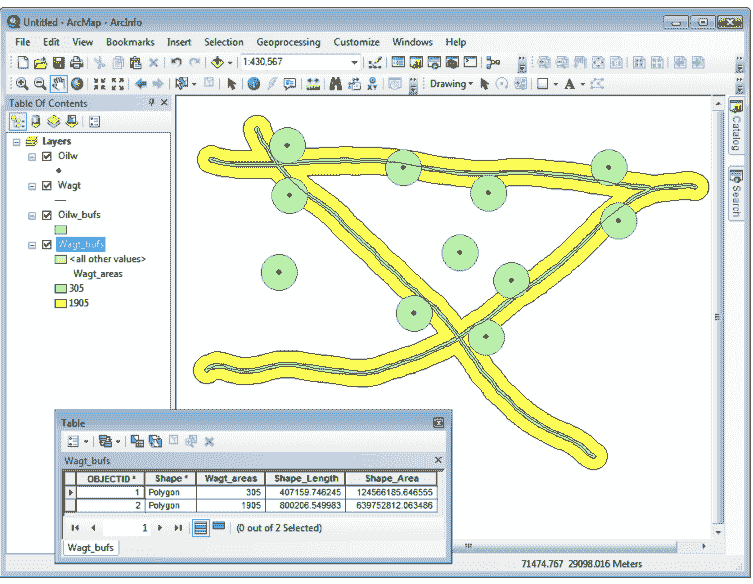 Untitled - ArcMap - ArcInfo
File Edit View Bookmarks Insert Selection Geoprocessing Customize Windows Help
1:430,567
Drawing
Table Of Contents
Layers
Oilw
Wagt
Oilw_bufs
Wagt_bufs
<all other values>
Wagt_areas
305
1905
Catalog
Search
Table
Wagt_bufs
OBJECTID * Shape * Wagt_areas Shape_Length Shape_Area
1 Polygon 305 407159.746245 124566185.646555
2 Polygon 1905 800206.549983 639752812.063486
1 (0 out of 2 Selected)
Wagt_bufs
71474.767 29098.016 Meters